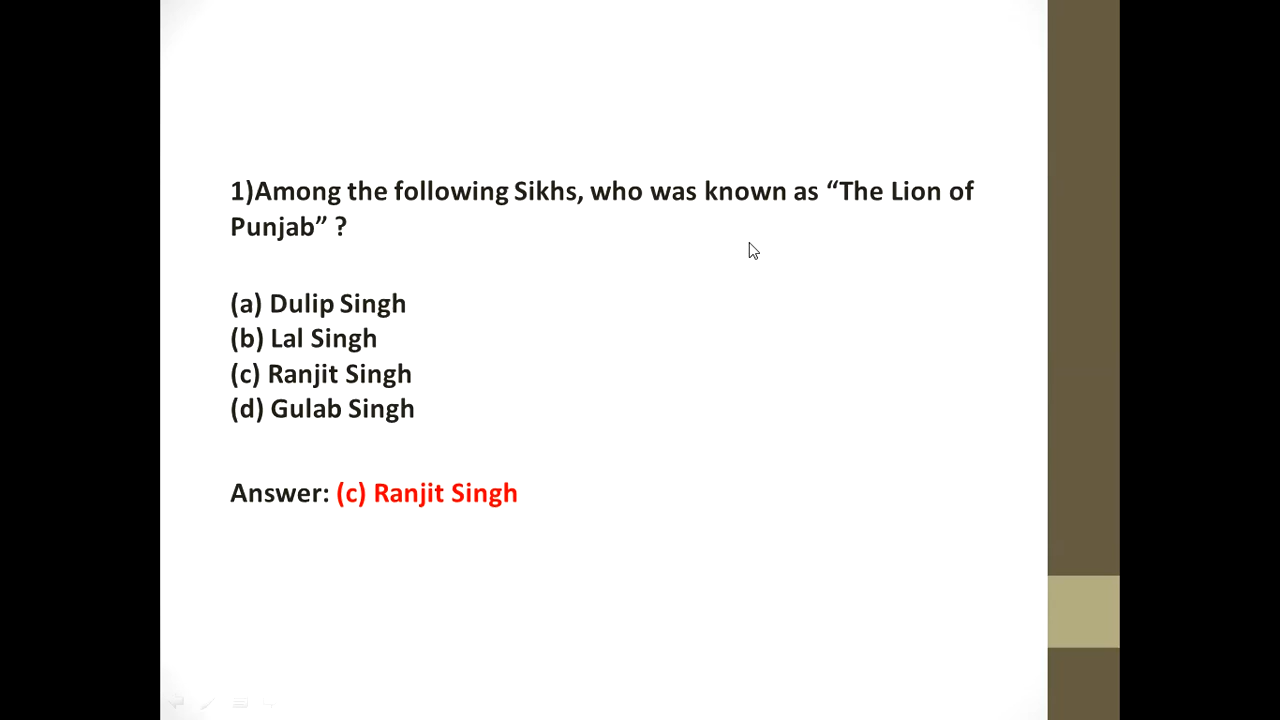 1)Among the following Sikhs, who was known as “The Lion of
Punjab” ?
(a) Dulip Singh
(b) Lal Singh
(c) Ranjit Singh
(d) Gulab Singh
Answer: (c) Ranjit Singh